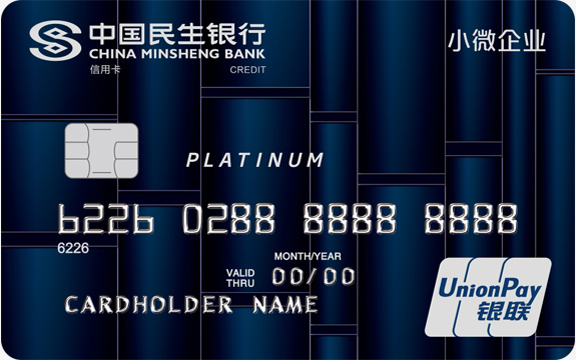 中国民生银行
CHINA MINSHENG BANK
信用卡 CREDIT
小微企业
PLATINUM
6226 0288 8888 8888
6226
MONTH/YEAR
VALID THRU 00/00
CARDHOLDER NAME
UnionPay
银联